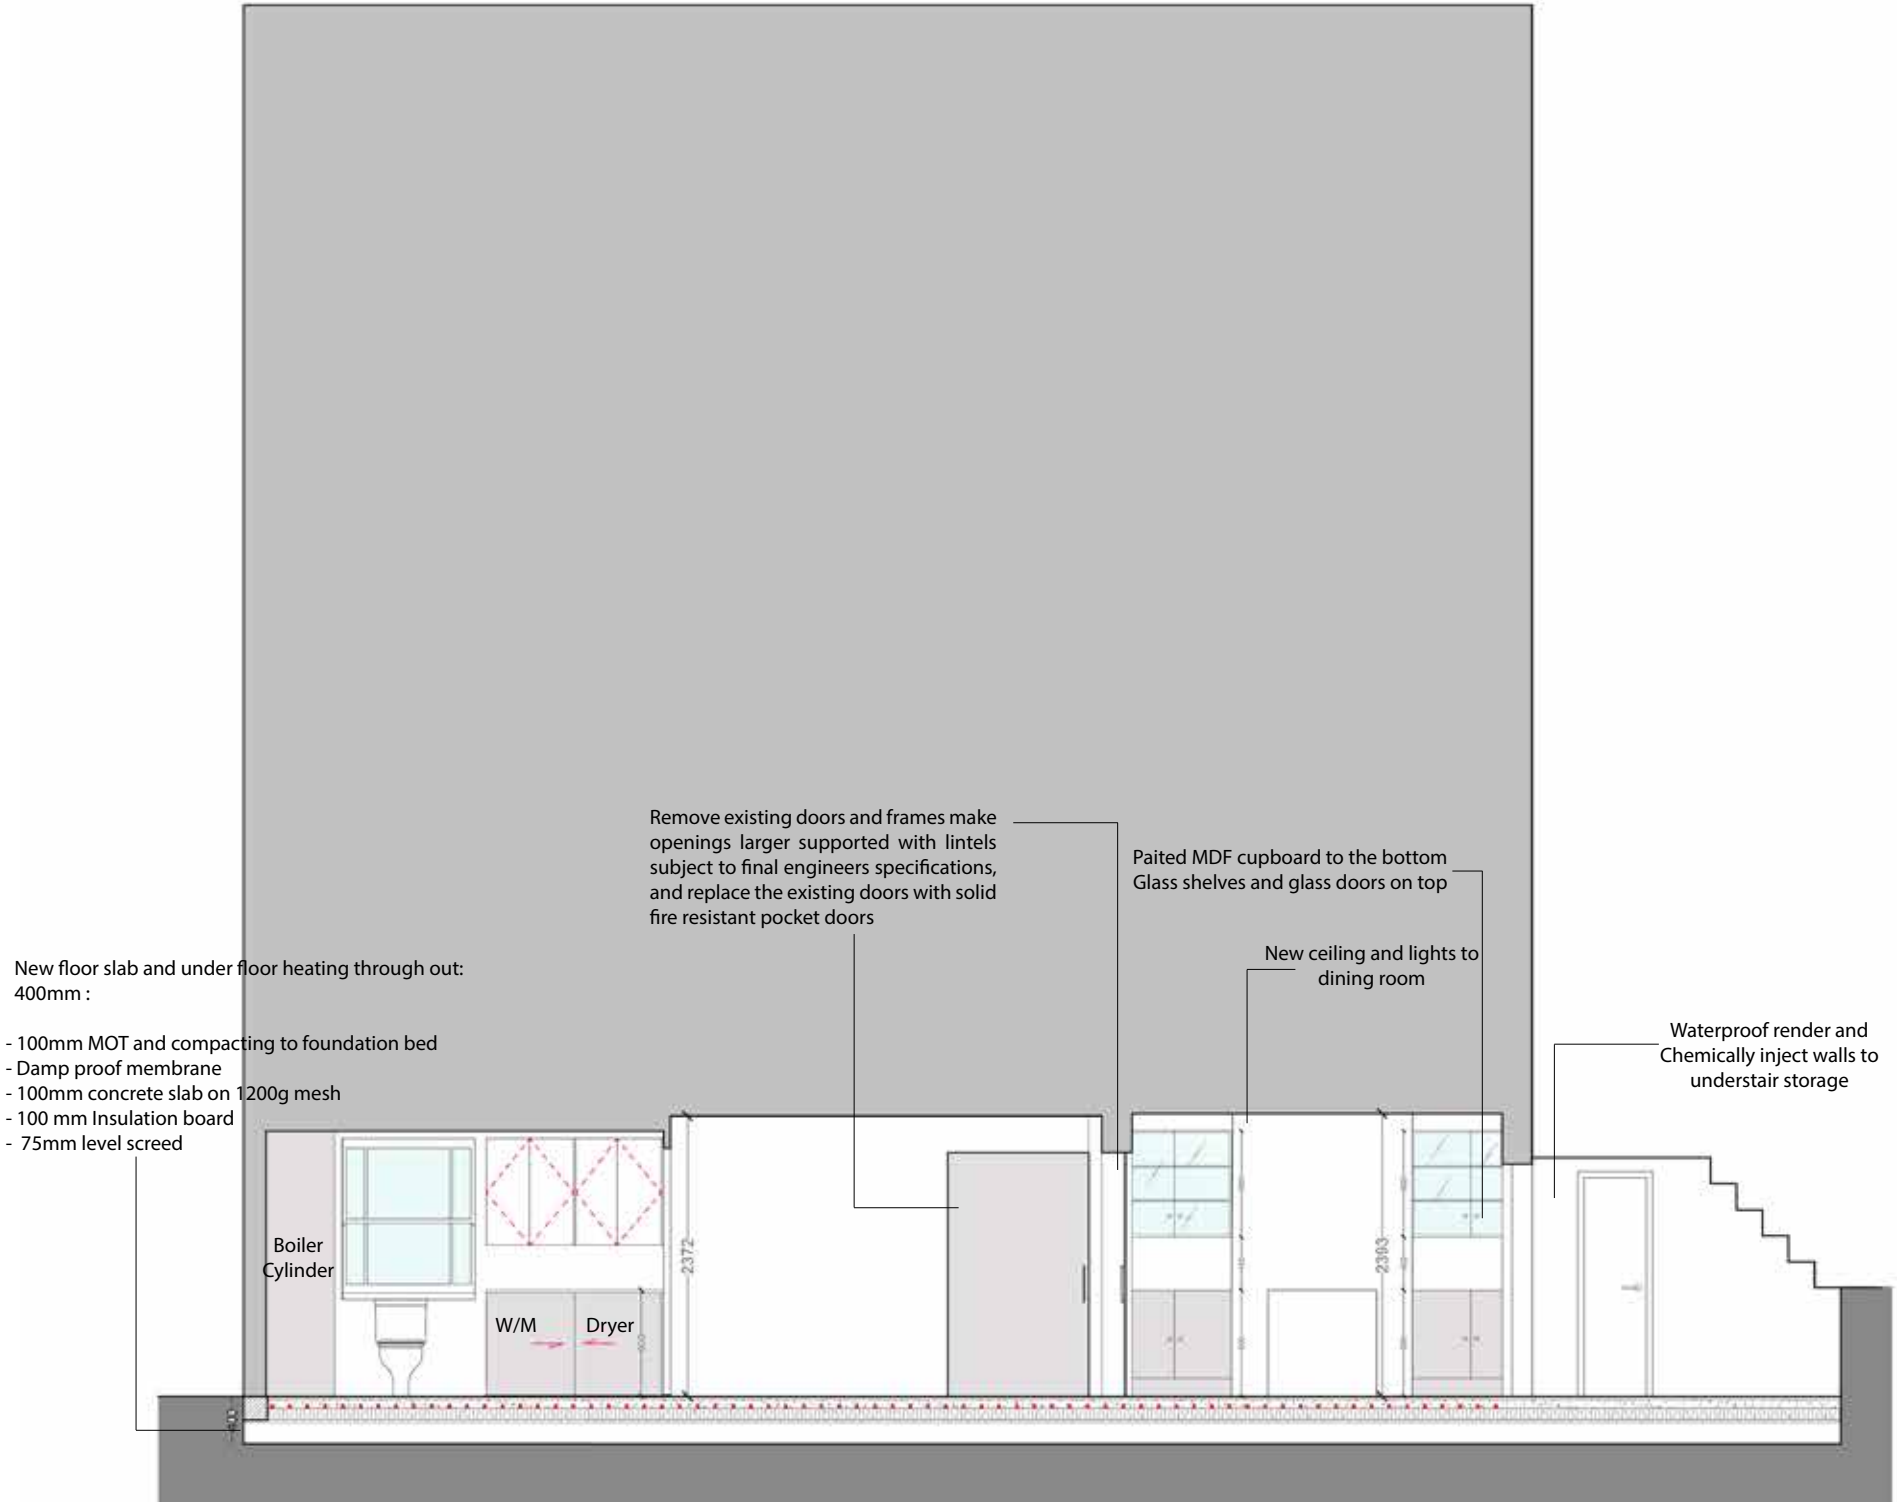 Remove existing doors and frames make
openings larger supported with lintels
subject to final engineers specifications,
and replace the existing doors with solid
fire resistant pocket doors
Paited MDF cupboard to the bottom
Glass shelves and glass doors on top
New ceiling and lights to
dining room
New floor slab and under floor heating through out:
400mm :
- 100mm MOT and compacting to foundation bed
- Damp proof membrane
- 100mm concrete slab on 1200g mesh
- 100 mm Insulation board
- 75mm level screed
Waterproof render and
Chemically inject walls to
understair storage
Boiler
Cylinder
W/M
Dryer
2372
2393